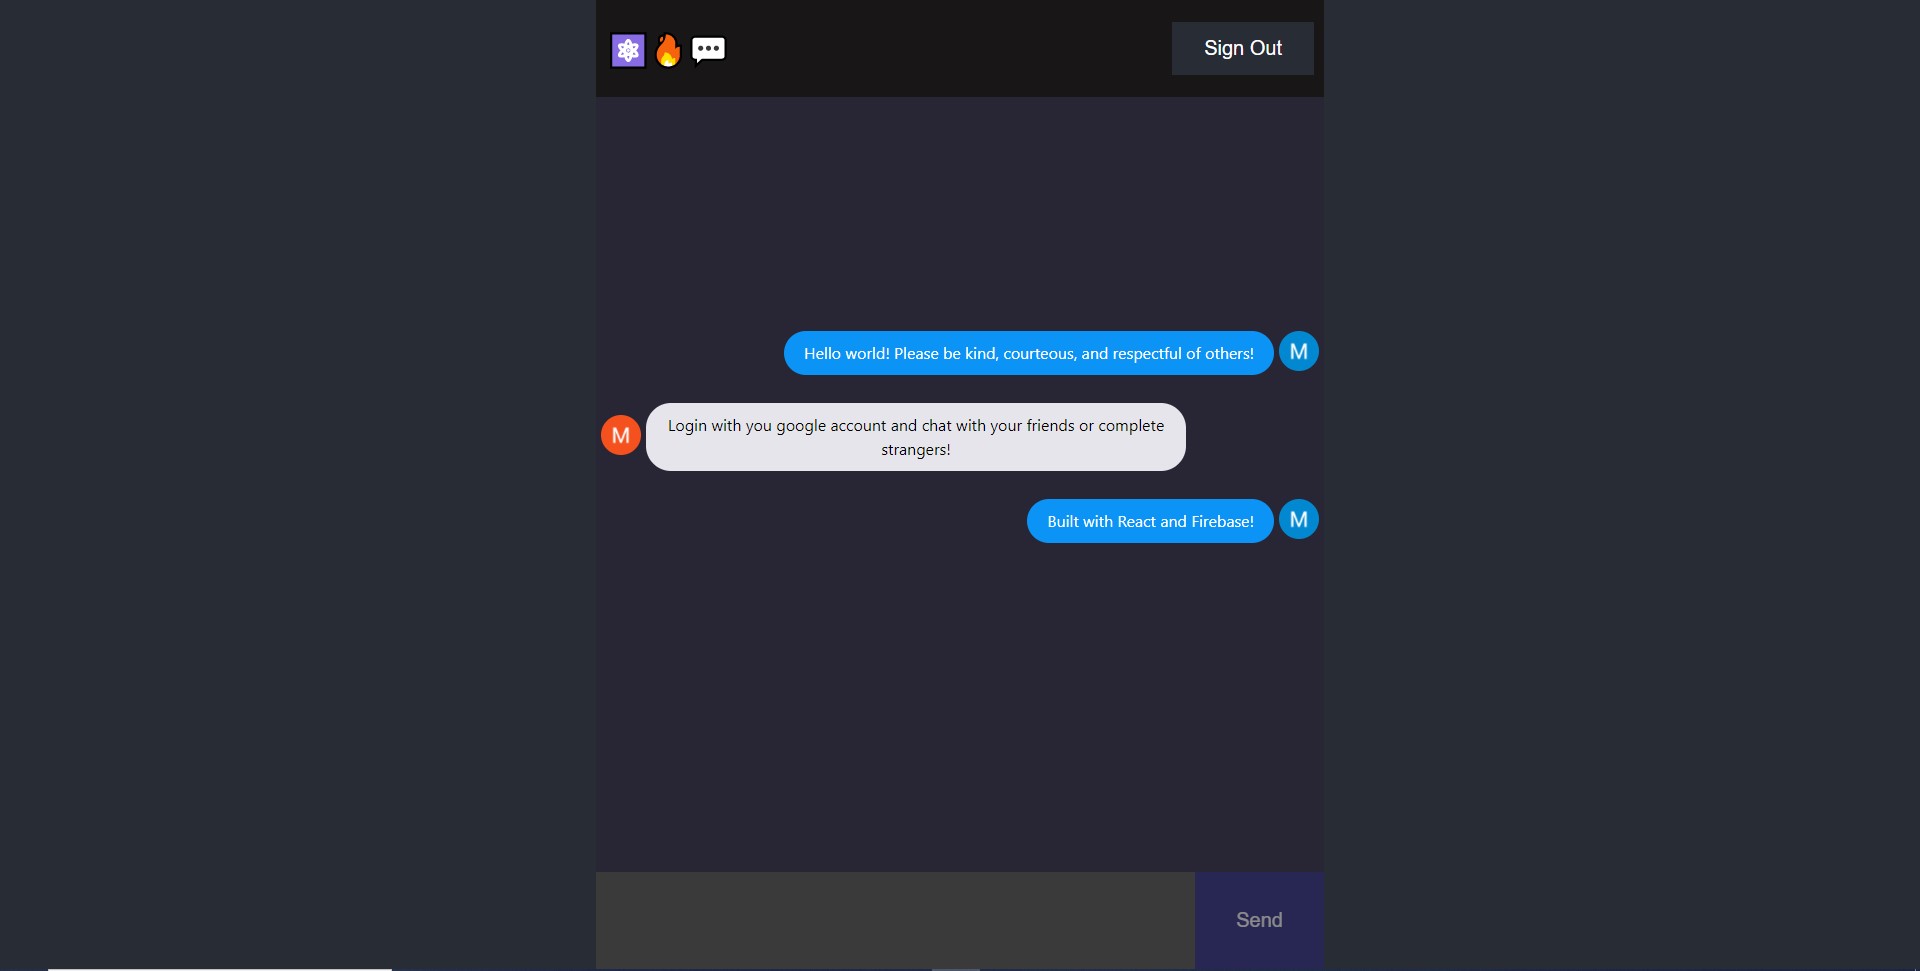 Sign Out
Hello world! Please be kind, courteous, and respectful of others!
M
M
Login with you google account and chat with your friends or complete
strangers!
Built with React and Firebase!
M
Send